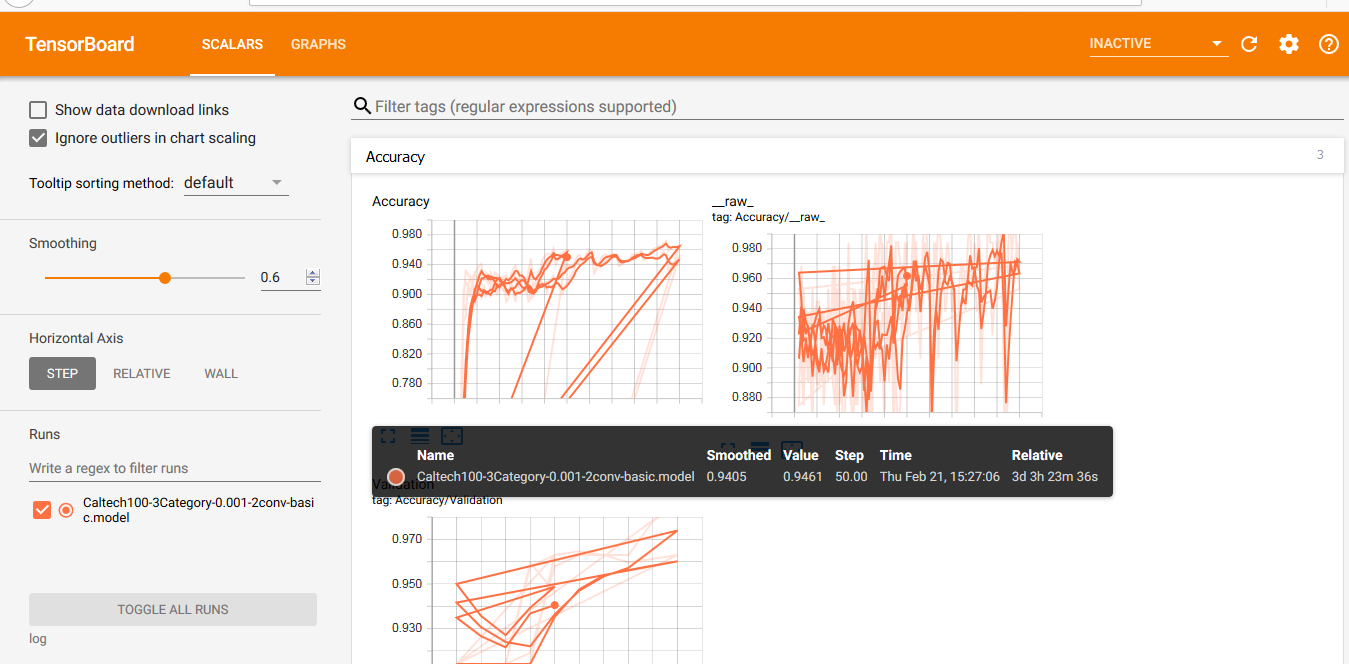 TensorBoard SCALARS GRAPHS INACTIVE
Show data download links
Ignore outliers in chart scaling
Tooltip sorting method: default
Smoothing
0.6
Horizontal Axis
STEP RELATIVE WALL
Runs
Write a regex to filter runs
Caltech100-3Category-0.001-2conv-basi
c.model
TOGGLE ALL RUNS
log
Filter tags (regular expressions supported)
Accuracy 3
Accuracy
0.980
0.940
0.900
0.860
0.820
0.780
__raw_
tag: Accuracy/__raw_
0.980
0.960
0.940
0.920
0.900
0.880
Name Smoothed Value Step Time Relative
Caltech100-3Category-0.001-2conv-basic.model 0.9405 0.9461 50.00 Thu Feb 21, 15:27:06 3d 3h 23m 36s
Validation
tag: Accuracy/Validation
0.970
0.950
0.930